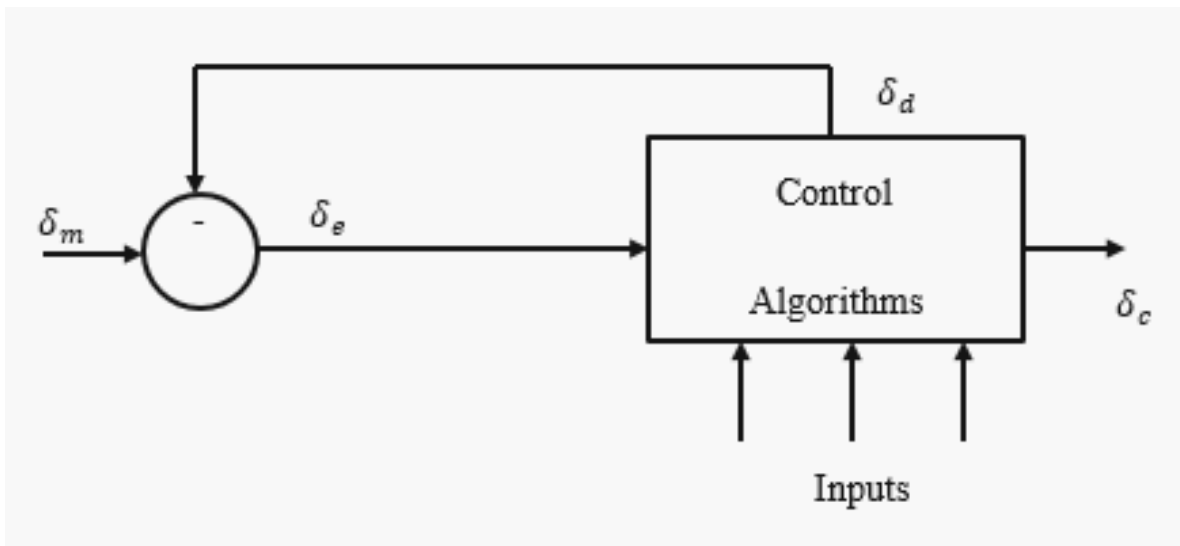 δ_d
Control
δ_m
-
δ_e
Algorithms
δ_c
Inputs